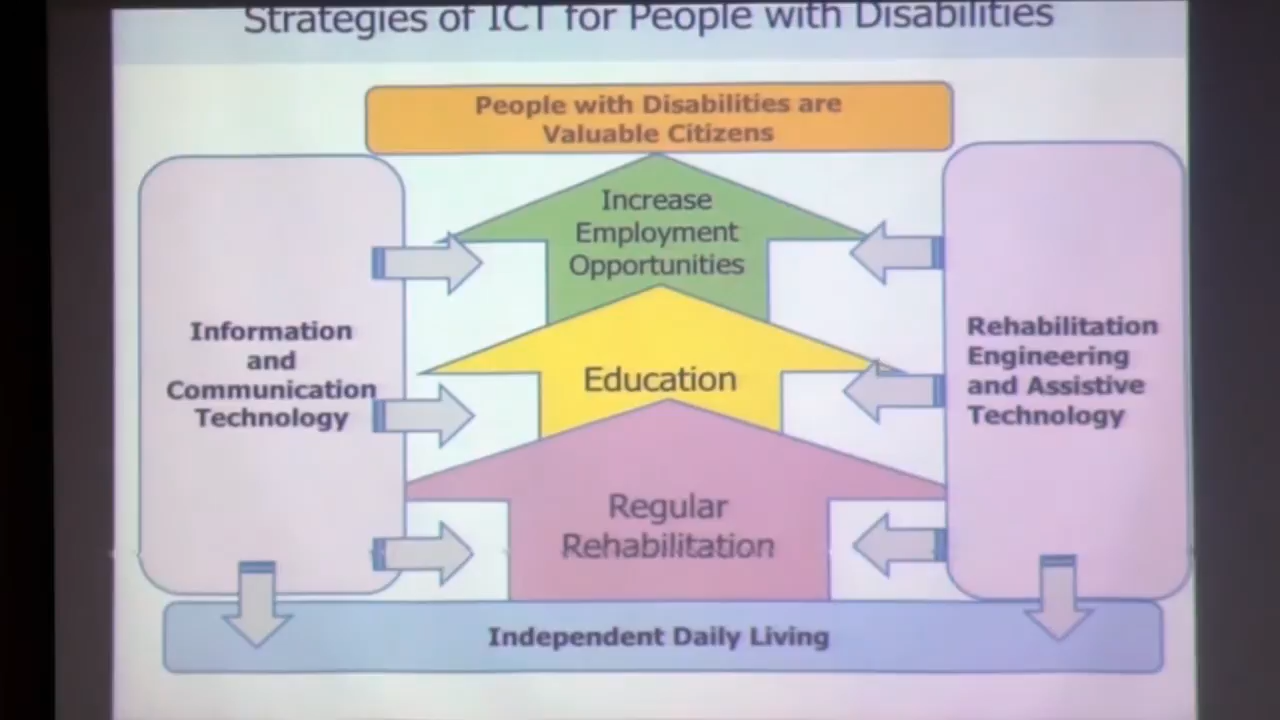 Strategies of ICT for People with Disabilities
People with Disabilities are
Valuable Citizens
Increase
Employment
Opportunities
Information
and
Communication
Technology
Education
Rehabilitation
Engineering
and Assistive
Technology
Regular
Rehabilitation
Independent Daily Living